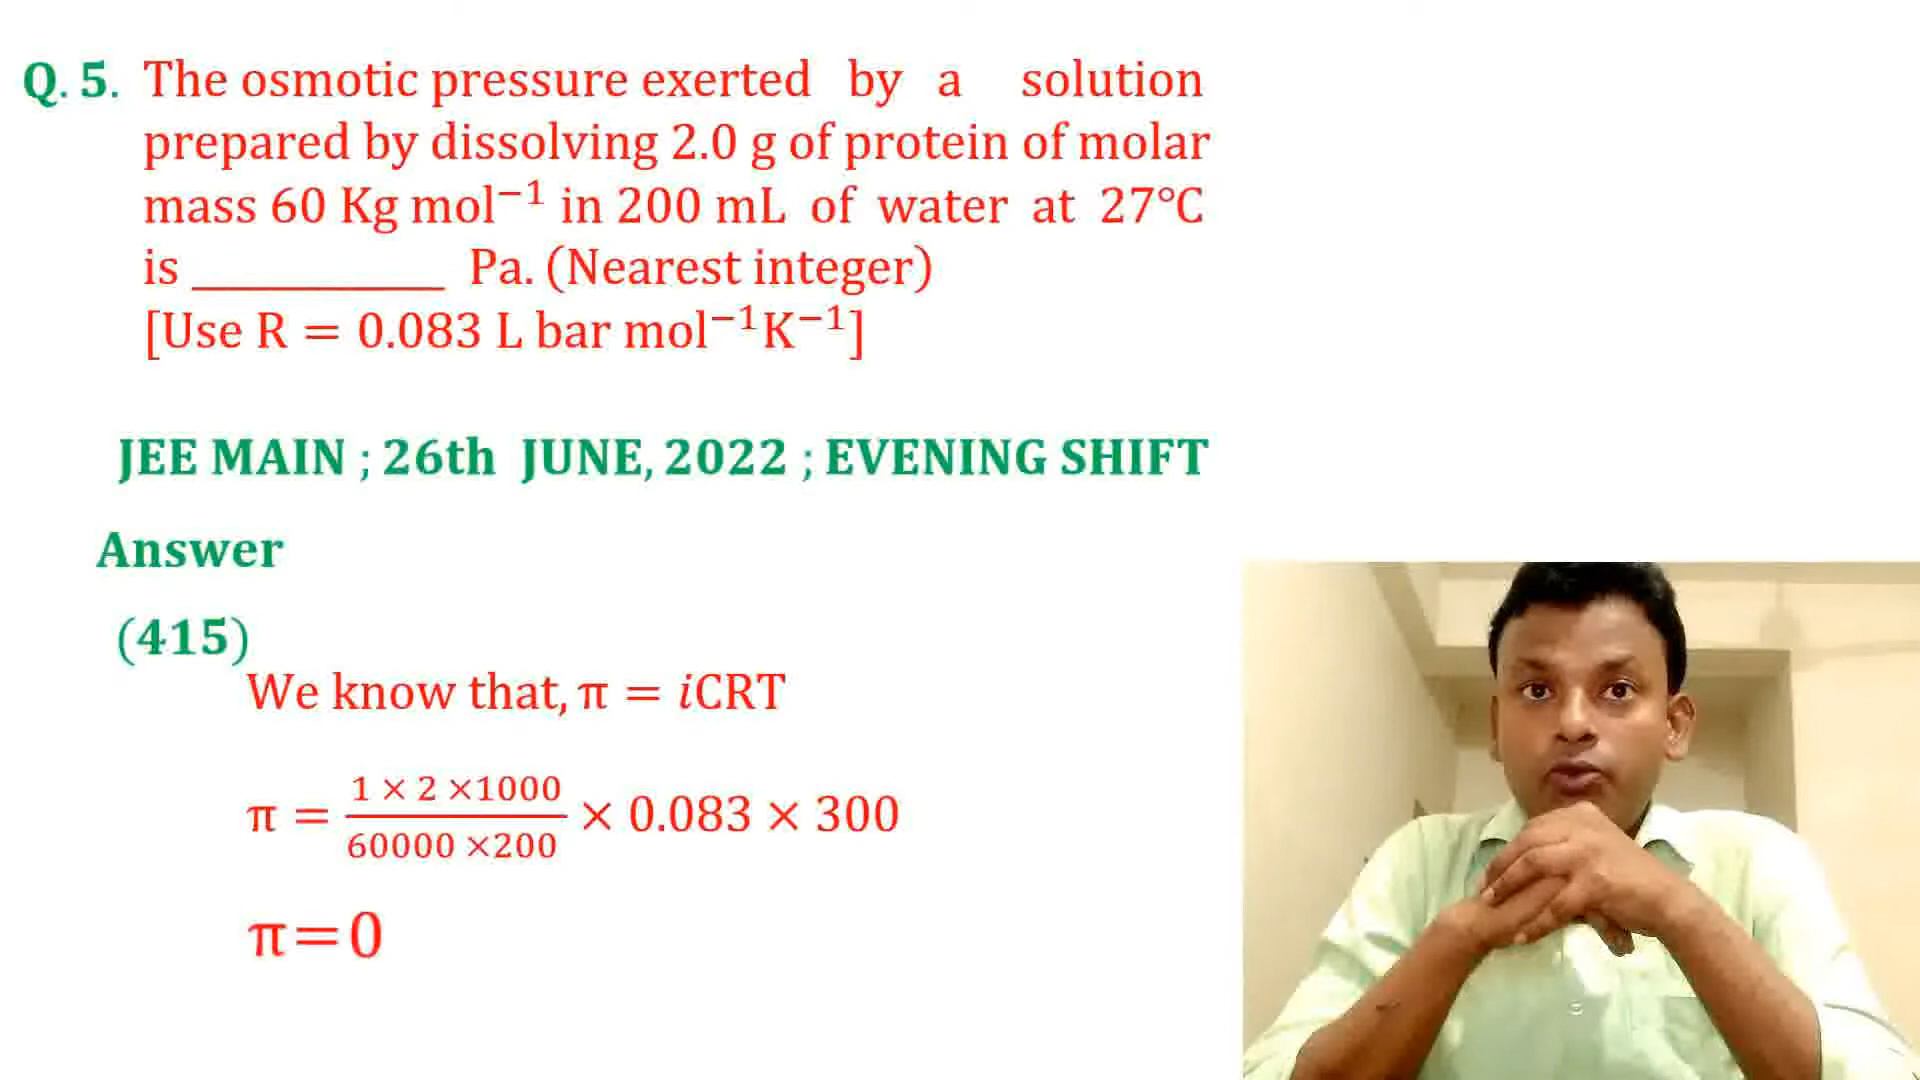 Q. 5. The osmotic pressure exerted by a solution
prepared by dissolving 2.0 g of protein of molar
mass 60 Kg mol⁻¹ in 200 mL of water at 27°C
is ____________ Pa. (Nearest integer)
[Use R = 0.083 L bar mol⁻¹K⁻¹]
JEE MAIN ; 26th JUNE, 2022 ; EVENING SHIFT
Answer
(415)
We know that, π = iCRT
π = (1 × 2 ×1000)/(60000 ×200) × 0.083 × 300
π=0